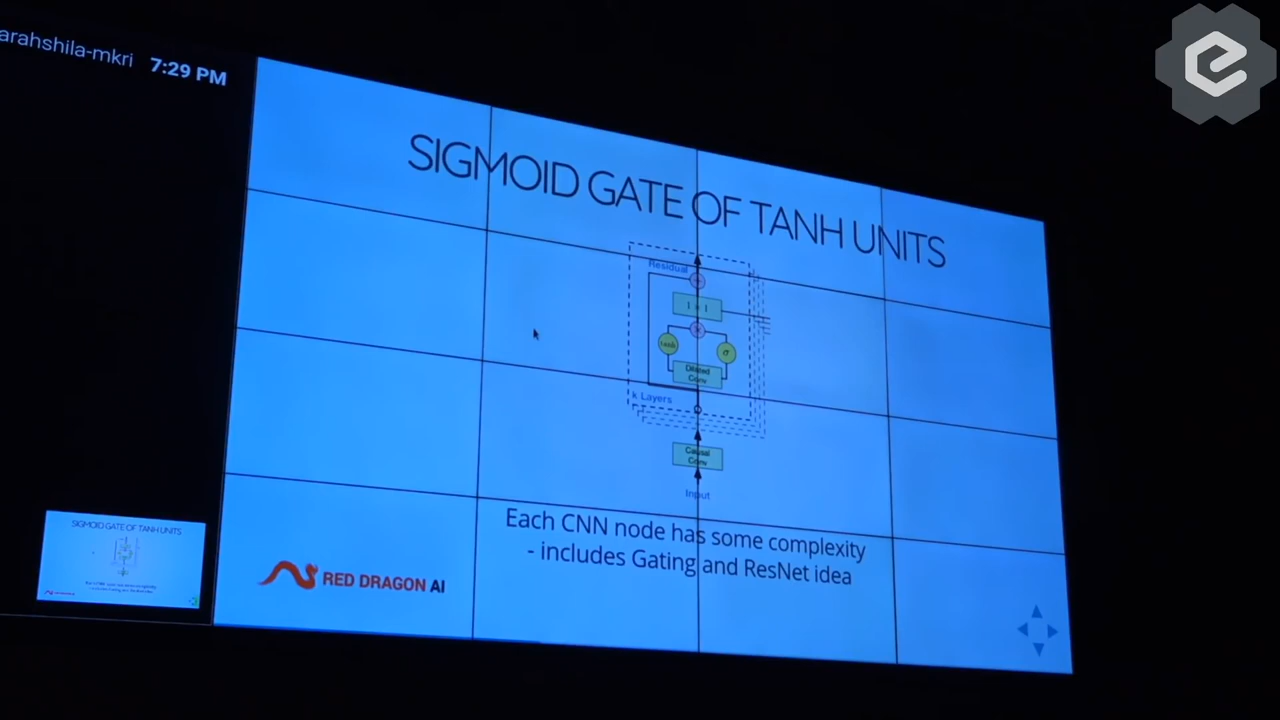 arahshila-mkri 7:29 PM
SIGMOID GATE OF TANH UNITS
Residual
1 × 1
tanh
σ
Dilated
Conv
k Layers
Causal
Conv
Input
Each CNN node has some complexity
- includes Gating and ResNet idea
RED DRAGON AI
SIGMOID GATE OF TANH UNITS